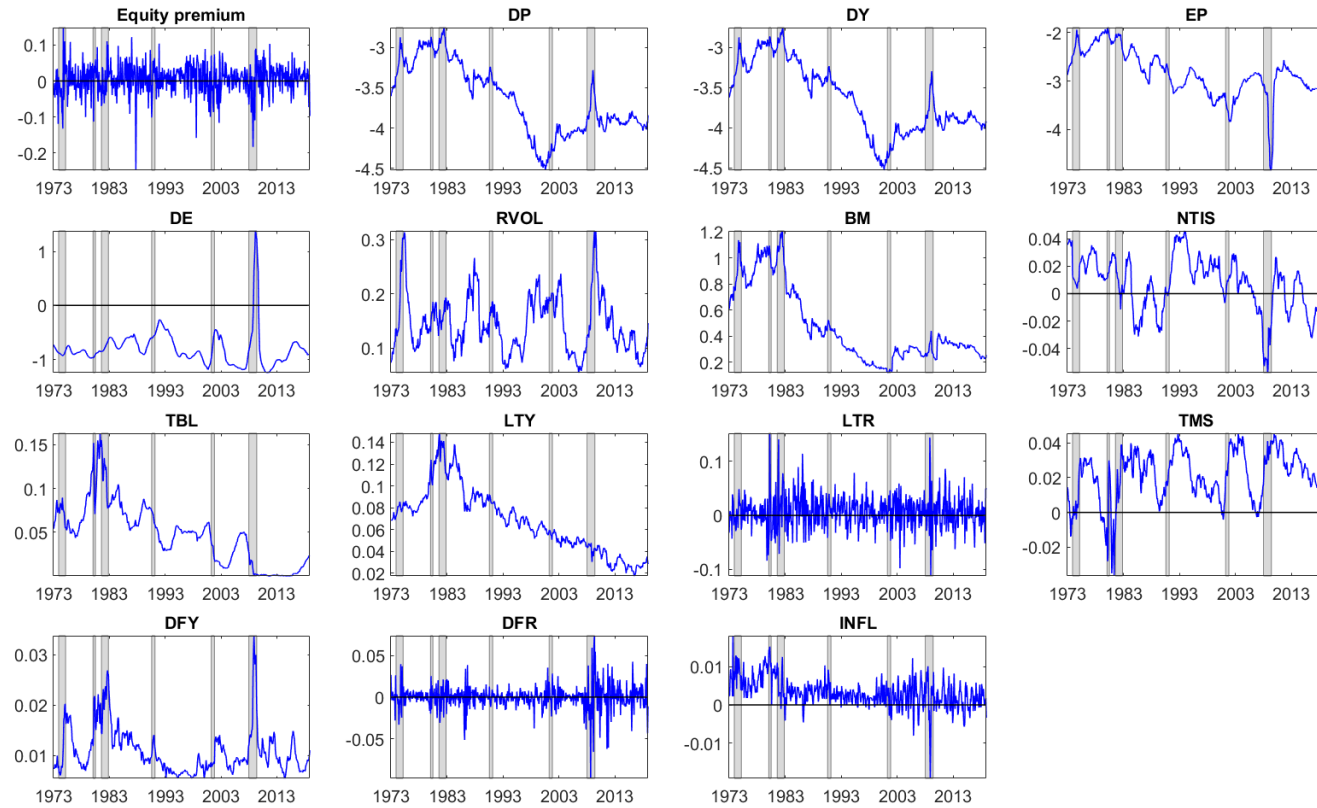 Equity premium
0.1
0
-0.1
-0.2
1973 1983 1993 2003 2013
DP
-3
-3.5
-4
-4.5
1973 1983 1993 2003 2013
DY
-3
-3.5
-4
-4.5
1973 1983 1993 2003 2013
EP
-2
-3
-4
1973 1983 1993 2003 2013
DE
1
0
-1
1973 1983 1993 2003 2013
RVOL
0.3
0.2
0.1
1973 1983 1993 2003 2013
BM
1.2
1
0.8
0.6
0.4
0.2
1973 1983 1993 2003 2013
NTIS
0.04
0.02
0
-0.02
-0.04
1973 1983 1993 2003 2013
TBL
0.15
0.1
0.05
1973 1983 1993 2003 2013
LTY
0.14
0.12
0.1
0.08
0.06
0.04
0.02
1973 1983 1993 2003 2013
LTR
0.1
0
-0.1
1973 1983 1993 2003 2013
TMS
0.04
0.02
0
-0.02
1973 1983 1993 2003 2013
DFY
0.03
0.02
0.01
1973 1983 1993 2003 2013
DFR
0.05
0
-0.05
1973 1983 1993 2003 2013
INFL
0.01
0
-0.01
1973 1983 1993 2003 2013